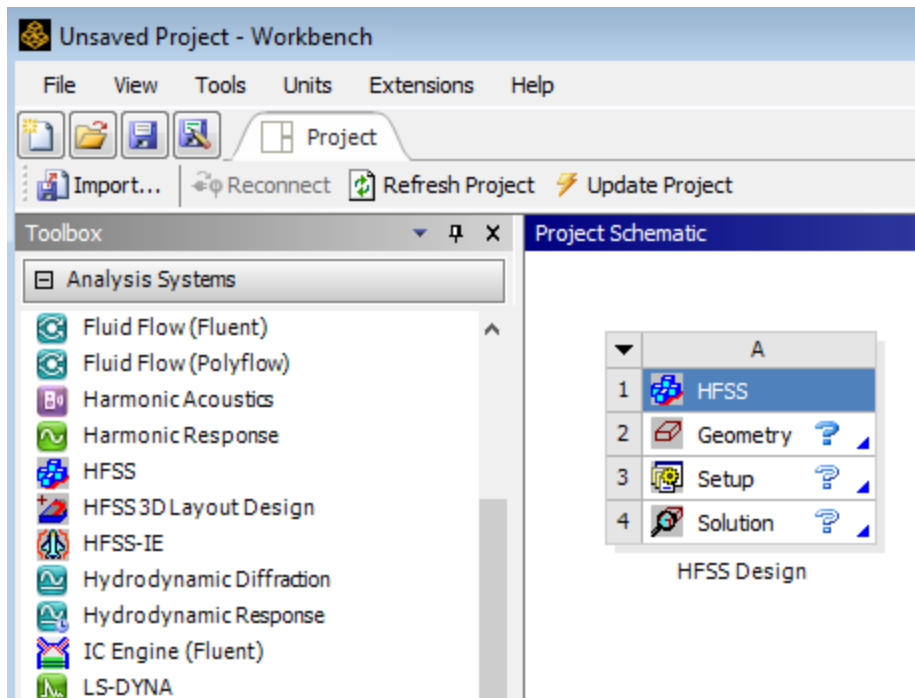 Unsaved Project - Workbench
File View Tools Units Extensions Help
Project
Import... Reconnect Refresh Project Update Project
Toolbox
Project Schematic
Analysis Systems
Fluid Flow (Fluent)
Fluid Flow (Polyflow)
Harmonic Acoustics
Harmonic Response
HFSS
HFSS 3D Layout Design
HFSS-IE
Hydrodynamic Diffraction
Hydrodynamic Response
IC Engine (Fluent)
LS-DYNA
A
1 HFSS
2 Geometry ?
3 Setup ?
4 Solution ?
HFSS Design